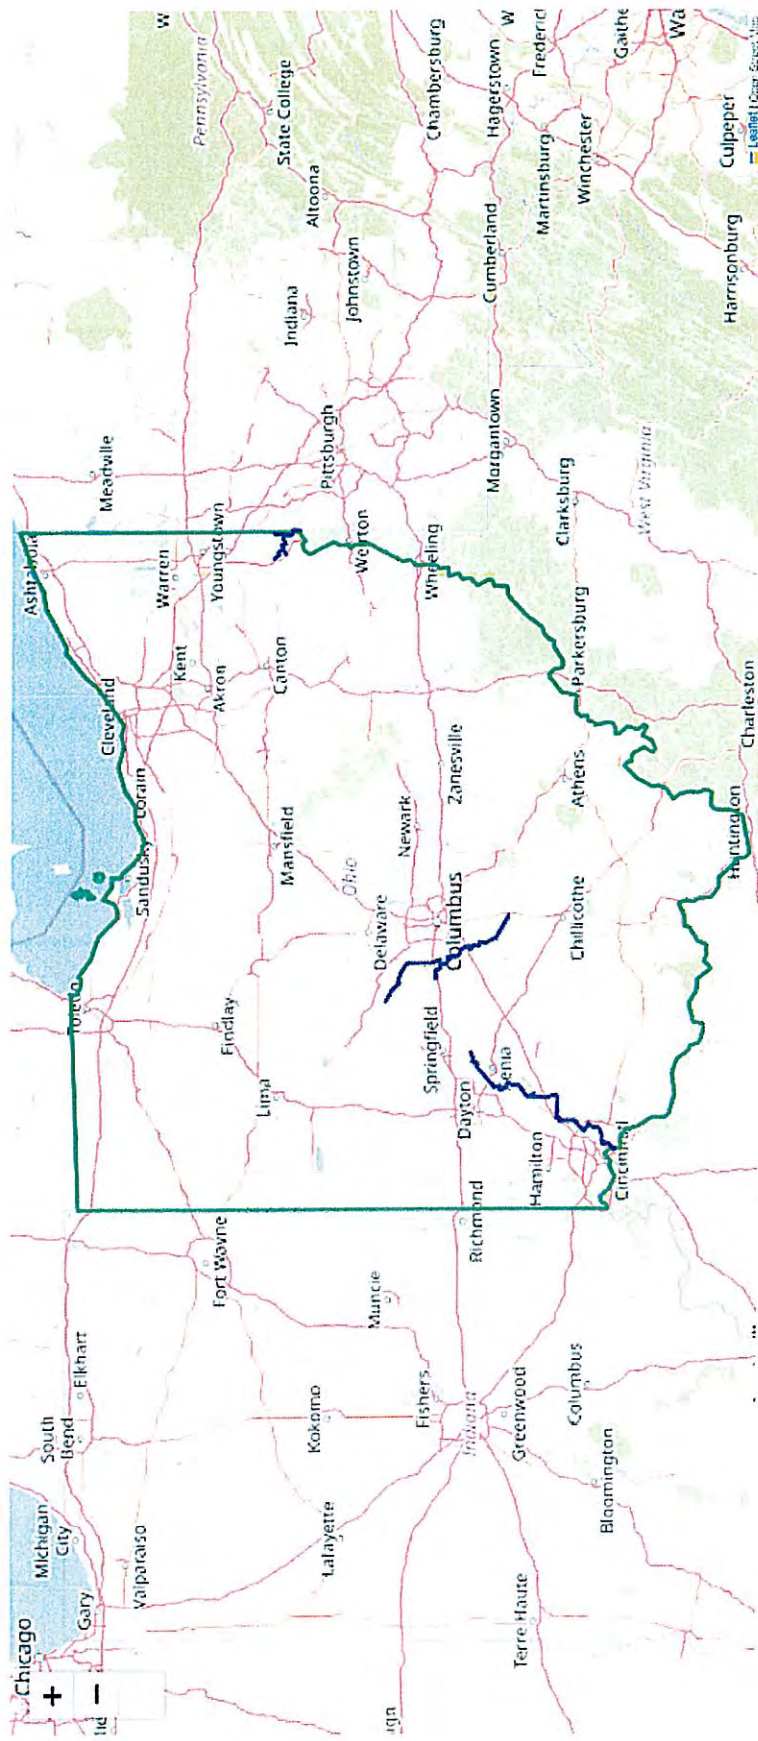 Chicago
+
−
Gary
Michigan
City
South
Bend
Elkhart
Valparaiso
Fort Wayne
Lafayette
Kokomo
Muncie
Fishers
Indiana
Greenwood
Columbus
Bloomington
Terre Haute
Richmond
Toledo
Sandusky
Lorain
Cleveland
Ashtabula
Meadville
Warren
Youngstown
Kent
Akron
Canton
Findlay
Lima
Mansfield
Ohio
Delaware
Newark
Columbus
Zanesville
Springfield
Dayton
Xenia
Hamilton
Cincinnati
Chillicothe
Athens
Parkersburg
Huntington
Charleston
Weirton
Wheeling
Pittsburgh
Indiana
Johnstown
Altoona
State College
Pennsylvania
W
Morgantown
Clarksburg
West Virginia
Cumberland
Chambersburg
Hagerstown
Martinsburg
Winchester
Frederick
W
Gaithe
Wa
Harrisonburg
Culpeper
Leaflet